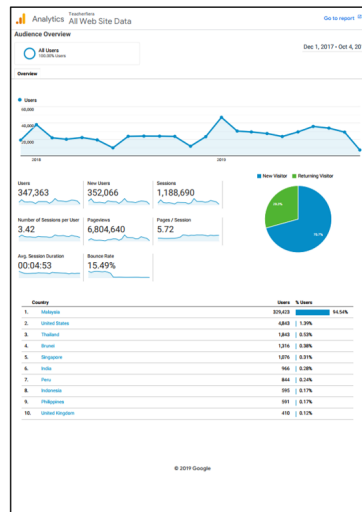 Analytics
Teachefiera
All Web Site Data
Go to report
Audience Overview
All Users
100.00% Users
Dec 1, 2017 - Oct 4, 20
Overview
Users
60,000
40,000
20,000
2018
2019
Users
347,363
New Users
352,066
Sessions
1,188,690
Number of Sessions per User
3.42
Pageviews
6,804,640
Pages / Session
5.72
Avg. Session Duration
00:04:53
Bounce Rate
15.49%
New Visitor
Returning Visitor
Country Users % Users
1. Malaysia 329,423 94.54%
2. United States 4,843 1.39%
3. Thailand 1,843 0.53%
4. Brunei 1,316 0.38%
5. Singapore 1,076 0.31%
6. India 966 0.28%
7. Peru 844 0.24%
8. Indonesia 595 0.17%
9. Philippines 591 0.17%
10. United Kingdom 410 0.12%
© 2019 Google